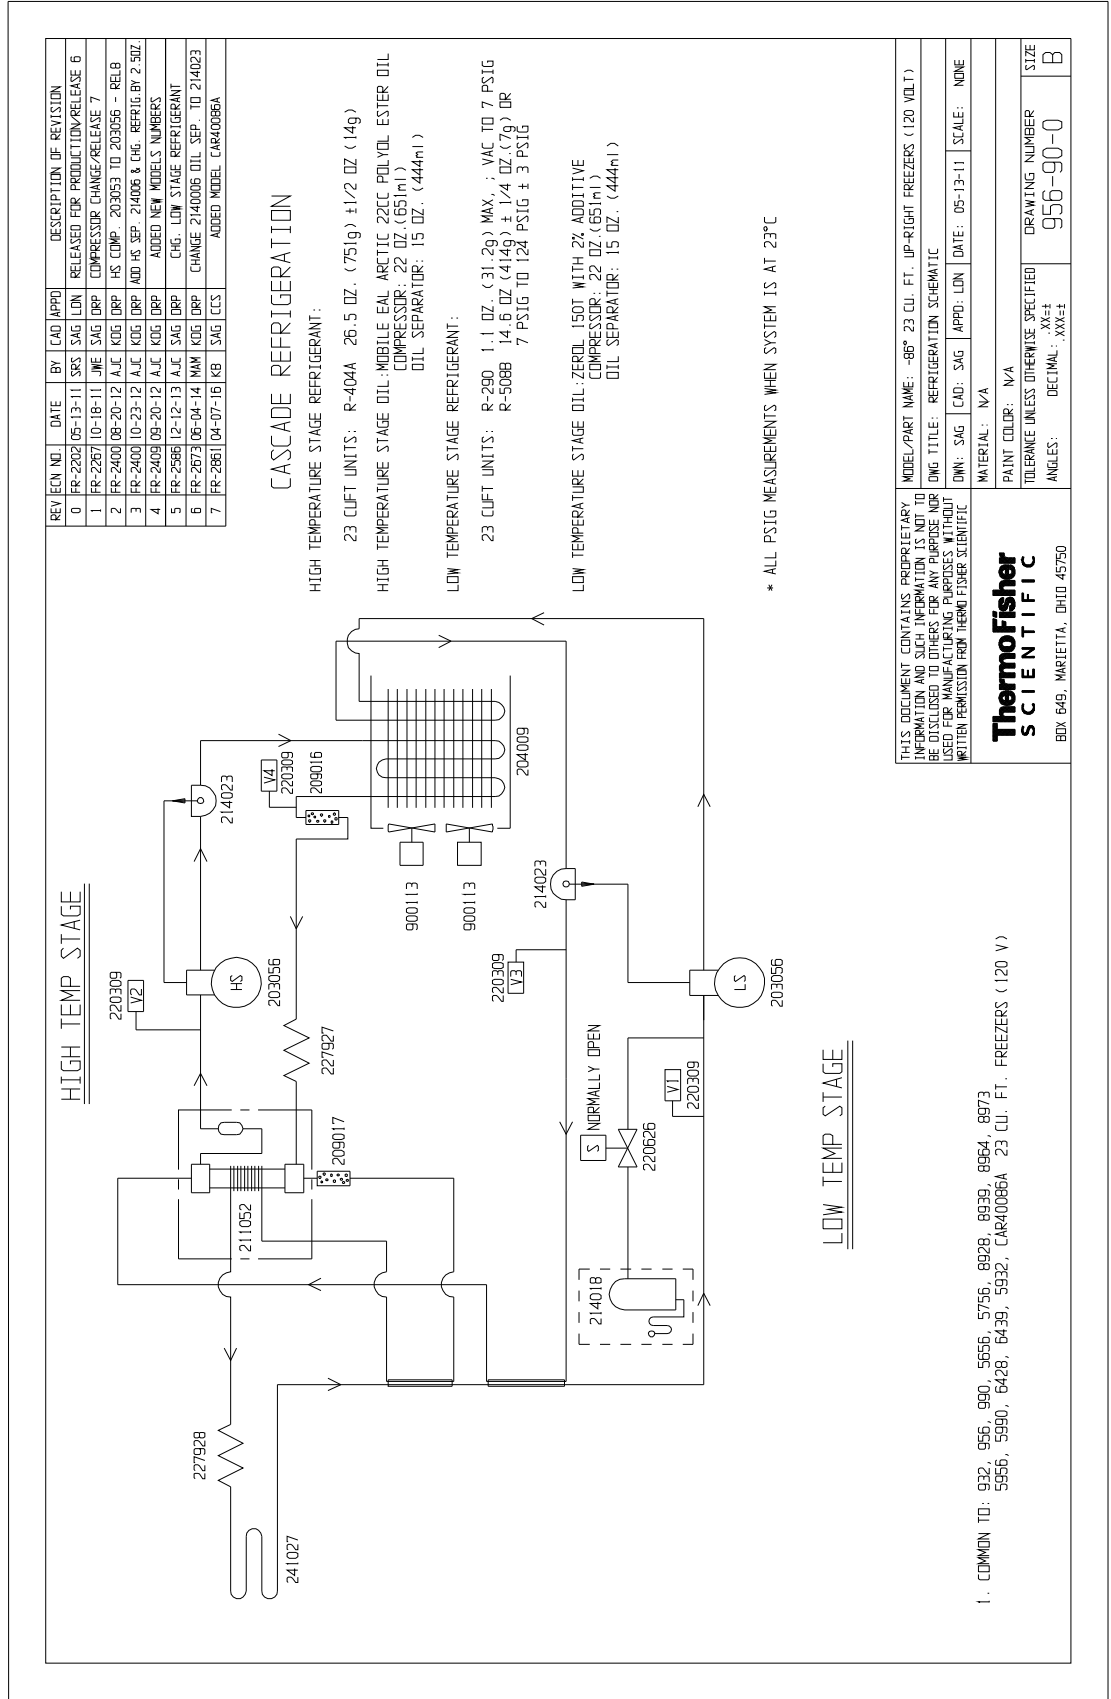 REV ECN NO. DATE BY CAD APPD DESCRIPTION OF REVISION
0 FR-2202 05-13-11 SRS SAG LDN RELEASED FOR PRODUCTION/RELEASE 6
1 FR-2267 10-18-11 JWE SAG DRP COMPRESSOR CHANGE/RELEASE 7
2 FR-2400 08-20-12 AJC KDG DRP HS COMP. 203053 TO 203056 - REL8
3 FR-2400 10-23-12 AJC KDG DRP ADD HS SEP. 214006 & CHG. REFRIG.BY 2.5OZ.
4 FR-2409 09-20-12 AJC KDG DRP ADDED NEW MODELS NUMBERS
5 FR-2586 12-12-13 AJC SAG DRP CHG. LOW STAGE REFRIGERANT
6 FR-2673 06-04-14 MAM KDG DRP CHANGE 2140006 OIL SEP. TO 214023
7 FR-2861 04-07-16 KB SAG CCS ADDED MODEL CAR40086A
HIGH TEMP STAGE
220309
V2
HS
203056
214023
V4
220309
209016
227927
211052
209017
227928
241027
900113
900113
204009
214023
220309
V3
S NORMALLY OPEN
220626
V1
220309
LS
203056
214018
LOW TEMP STAGE
CASCADE REFRIGERATION
HIGH TEMPERATURE STAGE REFRIGERANT:
23 CUFT UNITS: R-404A 26.5 OZ. (751g) ±1/2 OZ (14g)
HIGH TEMPERATURE STAGE OIL:MOBILE EAL ARCTIC 22CC POLYOL ESTER OIL
COMPRESSOR: 22 OZ.(651ml)
OIL SEPARATOR: 15 OZ. (444ml)
LOW TEMPERATURE STAGE REFRIGERANT:
23 CUFT UNITS: R-290 1.1 OZ. (31.2g) MAX, ; VAC TO 7 PSIG
R-508B 14.6 OZ (414g) ± 1/4 OZ.(7g) OR
7 PSIG TO 124 PSIG ± 3 PSIG
LOW TEMPERATURE STAGE OIL:ZEROL 150T WITH 2% ADDITIVE
COMPRESSOR: 22 OZ.(651ml)
OIL SEPARATOR: 15 OZ. (444ml)
* ALL PSIG MEASUREMENTS WHEN SYSTEM IS AT 23°C
1. COMMON TO: 932, 956, 990, 5656, 5756, 8928, 8939, 8964, 8973
5956, 5990, 6428, 6439, 5932, CAR40086A 23 CU. FT. FREEZERS (120 V)
THIS DOCUMENT CONTAINS PROPRIETARY
INFORMATION AND SUCH INFORMATION IS NOT TO
BE DISCLOSED TO OTHERS FOR ANY PURPOSE NOR
USED FOR MANUFACTURING PURPOSES WITHOUT
WRITTEN PERMISSION FROM THERMO FISHER SCIENTIFIC
ThermoFisher
SCIENTIFIC
BOX 649, MARIETTA, OHIO 45750
MODEL/PART NAME: -86° 23 CU. FT. UP-RIGHT FREEZERS (120 VOLT)
DWG TITLE: REFRIGERATION SCHEMATIC
DWN: SAG CAD: SAG APPD: LDN DATE: 05-13-11 SCALE: NONE
MATERIAL: N/A
PAINT COLOR: N/A
TOLERANCE UNLESS OTHERWISE SPECIFIED
ANGLES: DECIMAL: .XX=±
.XXX=±
DRAWING NUMBER
956-90-0
SIZE
B